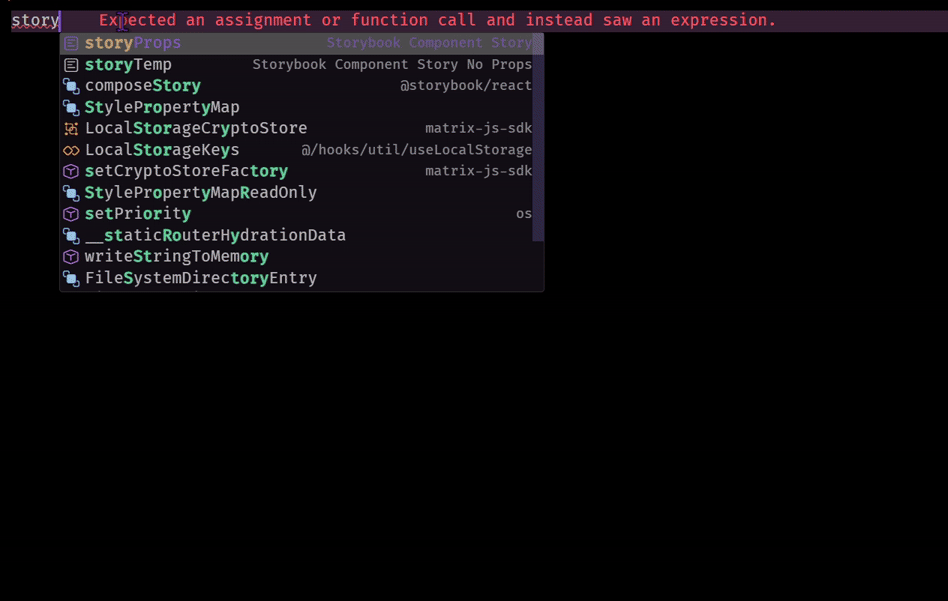 story Expected an assignment or function call and instead saw an expression.
storyProps Storybook Component Story
storyTemp Storybook Component Story No Props
composeStory @storybook/react
StylePropertyMap
LocalStorageCryptoStore matrix-js-sdk
LocalStorageKeys @/hooks/util/useLocalStorage
setCryptoStoreFactory matrix-js-sdk
StylePropertyMapReadOnly
setPriority os
__staticRouterHydrationData
writeStringToMemory
FileSystemDirectoryEntry